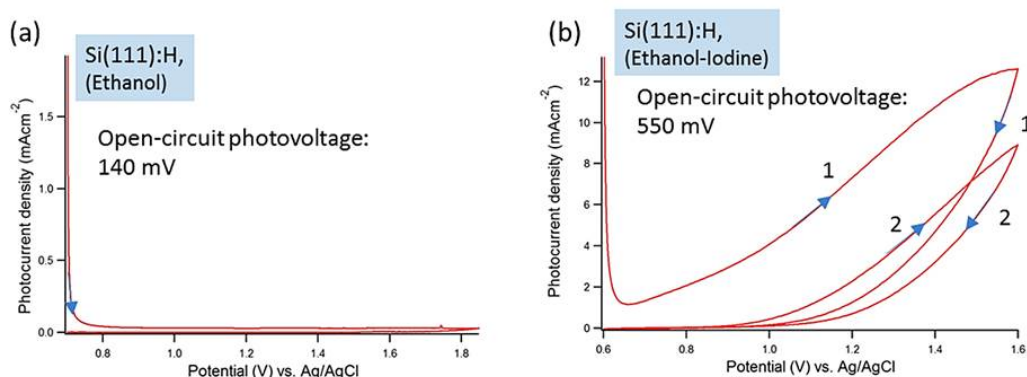 (a)
Si(111):H,
(Ethanol)
Open-circuit photovoltage:
140 mV
Photocurrent density (mAcm⁻²)
1.5
1.0
0.5
0.0
0.8
1.0
1.2
1.4
1.6
1.8
Potential (V) vs. Ag/AgCl
(b)
Si(111):H,
(Ethanol-Iodine)
Open-circuit photovoltage:
550 mV
Photocurrent density (mAcm⁻²)
12
10
8
6
4
2
0
1
1
2
2
0.6
0.8
1.0
1.2
1.4
1.6
Potential (V) vs. Ag/AgCl